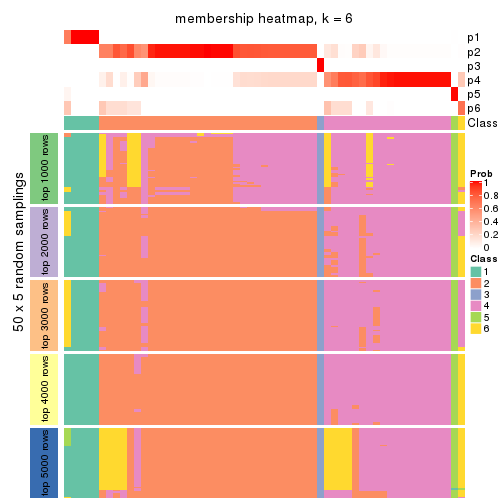 membership heatmap, k = 6
p1
p2
p3
p4
p5
p6
Class
50 x 5 random samplings
top 1000 rows
top 2000 rows
top 3000 rows
top 4000 rows
top 5000 rows
Prob
1
0.8
0.6
0.4
0.2
0
Class
1
2
3
4
5
6